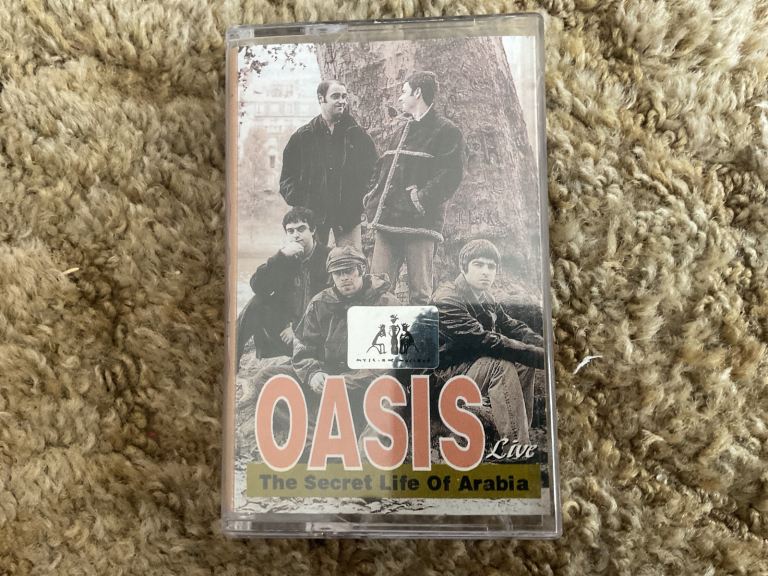 OASIS
Live
The Secret Life Of Arabia